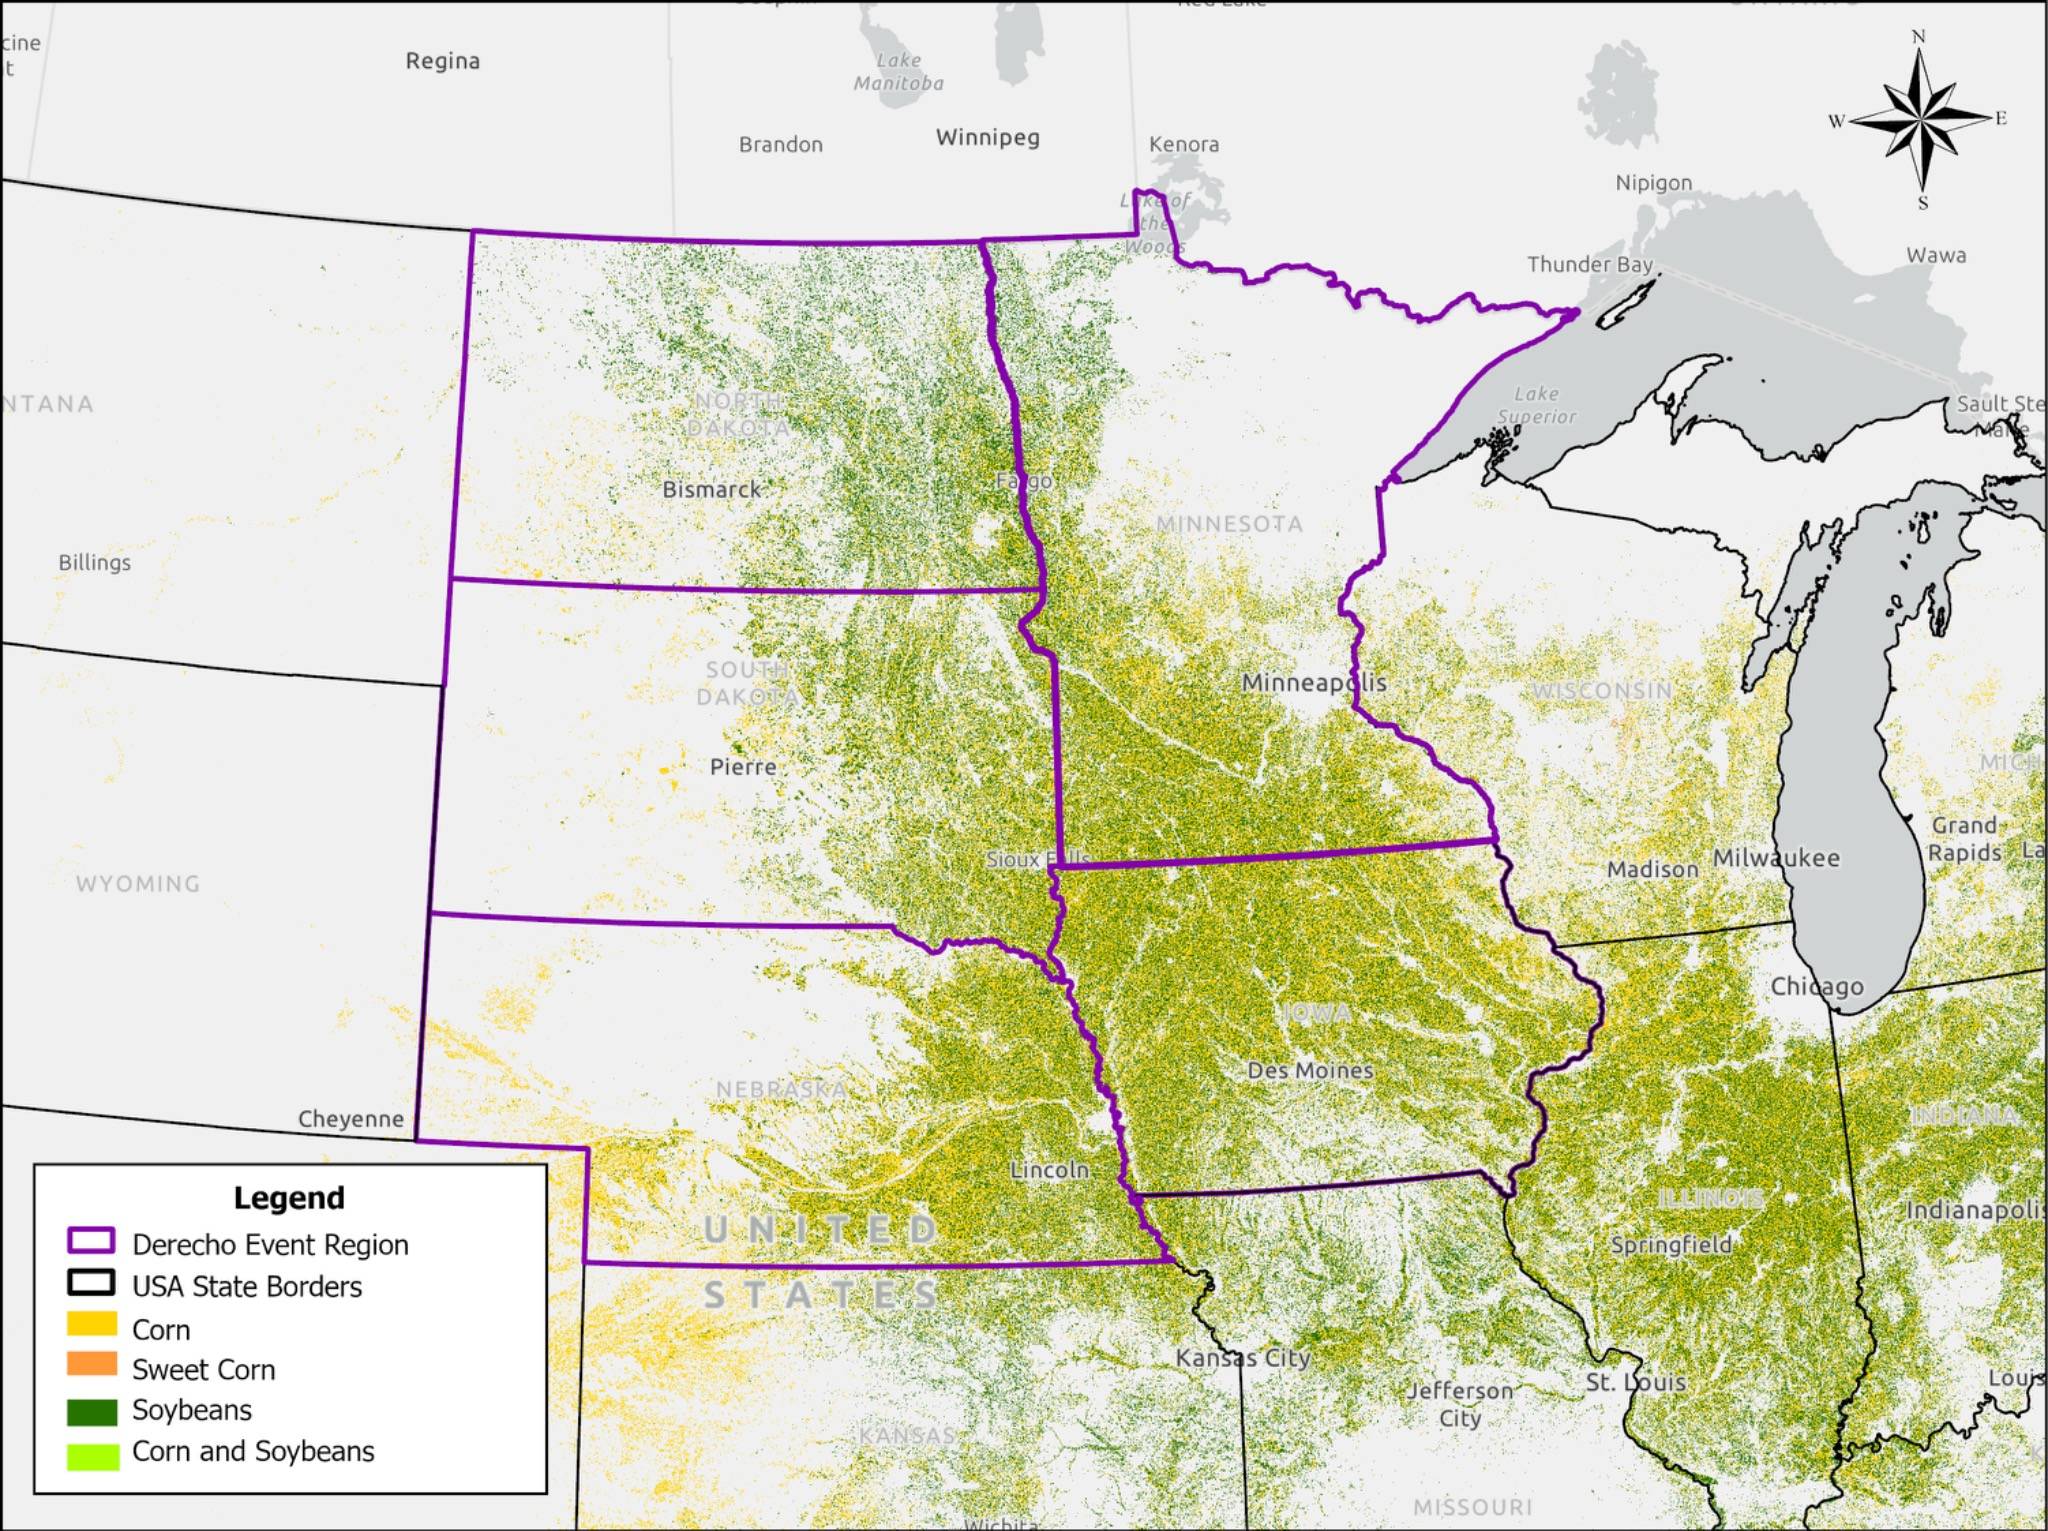 Regina
Lake
Manitoba
Brandon
Winnipeg
Kenora
Lake of
the
Woods
Nipigon
Thunder Bay
Wawa
N
W
E
S
NTANA
NORTH
DAKOTA
Bismarck
Fargo
MINNESOTA
Lake
Superior
Sault Ste
Marie
Billings
SOUTH
DAKOTA
Minneapolis
WISCONSIN
Pierre
MICH
Sioux Falls
Grand
Rapids
La
Madison
Milwaukee
WYOMING
Chicago
IOWA
Des Moines
NEBRASKA
Cheyenne
INDIANA
Lincoln
ILLINOIS
Indianapolis
UNITED
STATES
Springfield
Kansas City
Jefferson
City
St. Louis
Louis
KANSAS
MISSOURI
Wichita
Legend
Derecho Event Region
USA State Borders
Corn
Sweet Corn
Soybeans
Corn and Soybeans